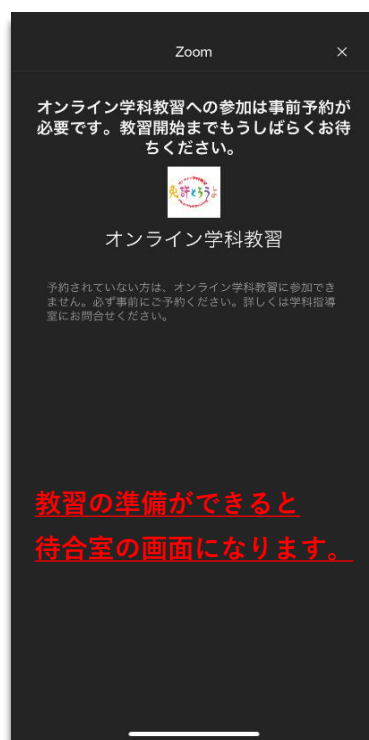 Zoom
オンライン学科教習への参加は事前予約が
必要です。教習開始までもうしばらくお待
ちください。
免許とろうよ
オンライン学科教習
予約されていない方は、オンライン学科教習に参加でき
ません。必ず事前にご予約ください。詳しくは学科指導
室にお問合せください。
教習の準備ができると
待合室の画面になります。